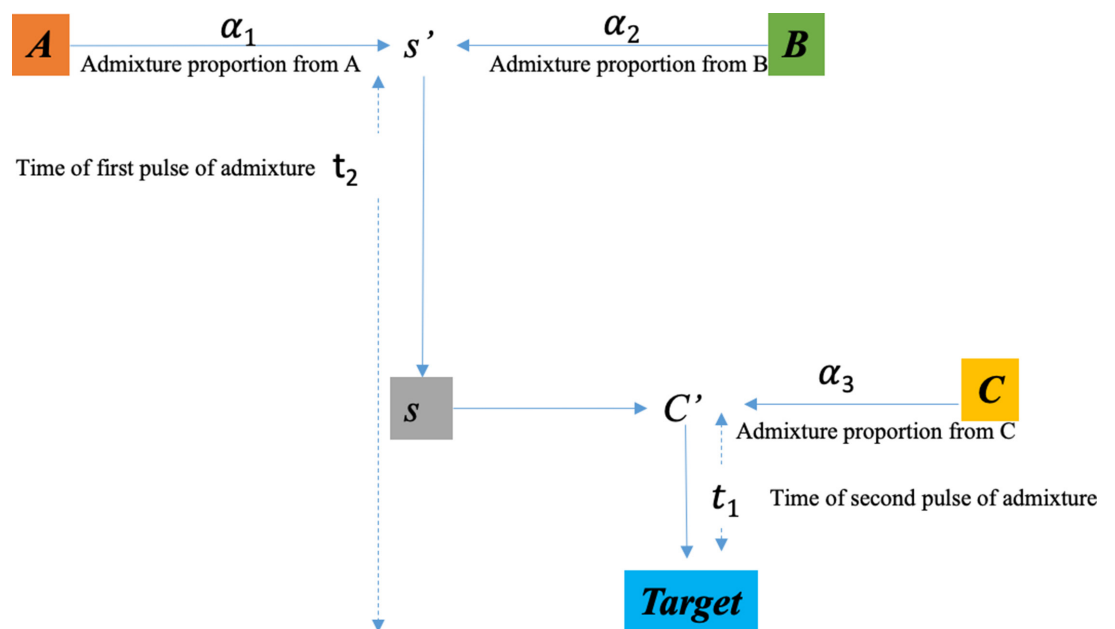 A α₁ s’ α₂ B
Admixture proportion from A Admixture proportion from B
Time of first pulse of admixture t₂
s C’ α₃ C
Admixture proportion from C
t₁ Time of second pulse of admixture
Target